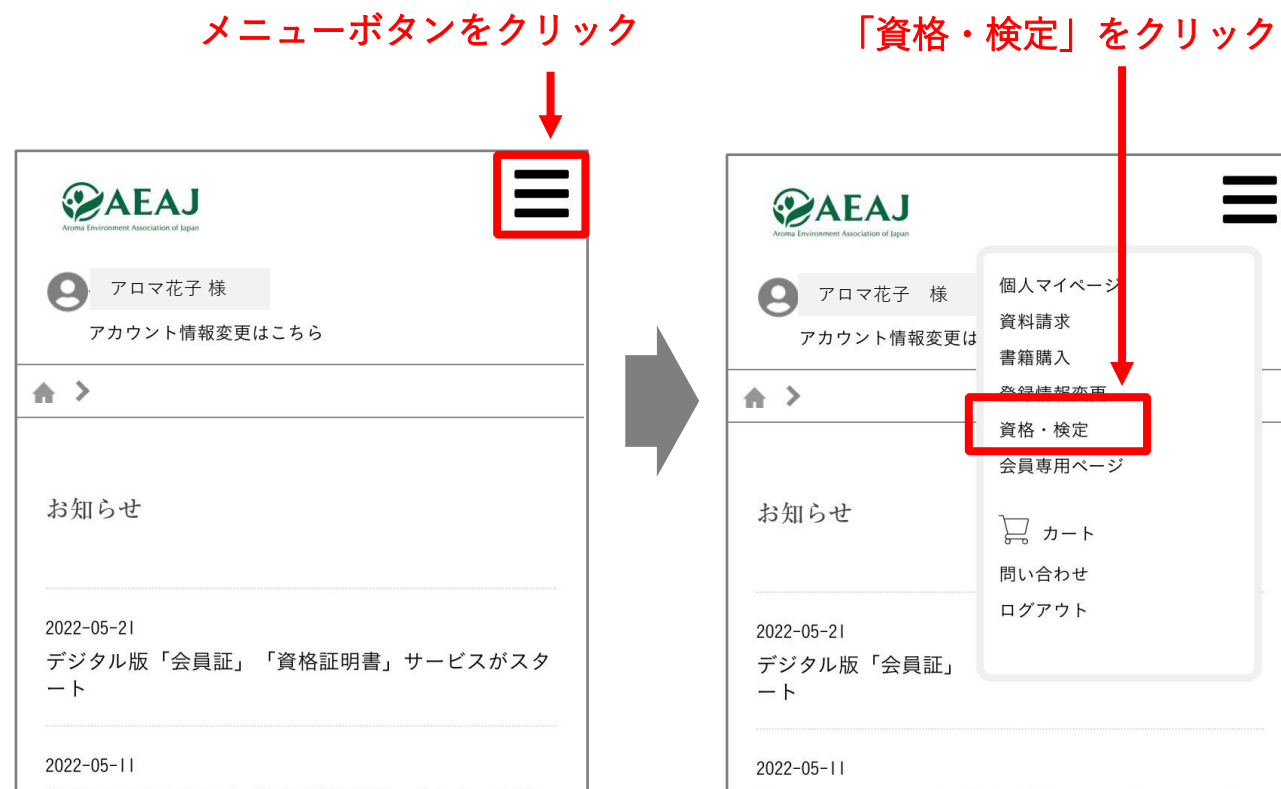 メニューボタンをクリック
「資格・検定」をクリック
AEAJ
Aroma Environment Association of Japan
アロマ花子 様
アカウント情報変更はこちら
お知らせ
2022-05-21
デジタル版「会員証」「資格証明書」サービスがスタ
ート
2022-05-11
AEAJ
Aroma Environment Association of Japan
アロマ花子　様
アカウント情報変更は
個人マイページ
資料請求
書籍購入
登録情報変更
資格・検定
会員専用ページ
カート
問い合わせ
ログアウト
お知らせ
2022-05-21
デジタル版「会員証」
ート
2022-05-11